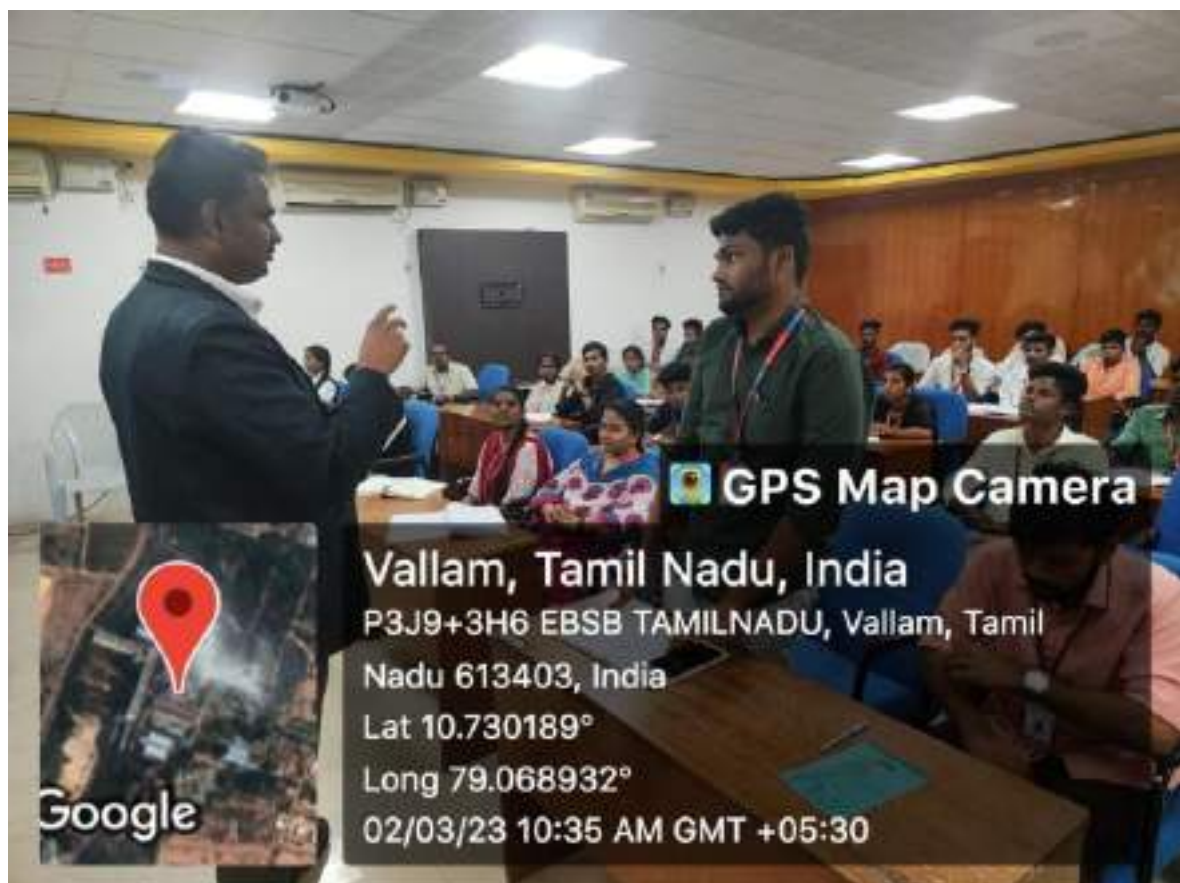 GPS Map Camera
Vallam, Tamil Nadu, India
P3J9+3H6 EBSB TAMILNADU, Vallam, Tamil
Nadu 613403, India
Lat 10.730189°
Long 79.068932°
02/03/23 10:35 AM GMT +05:30
Google